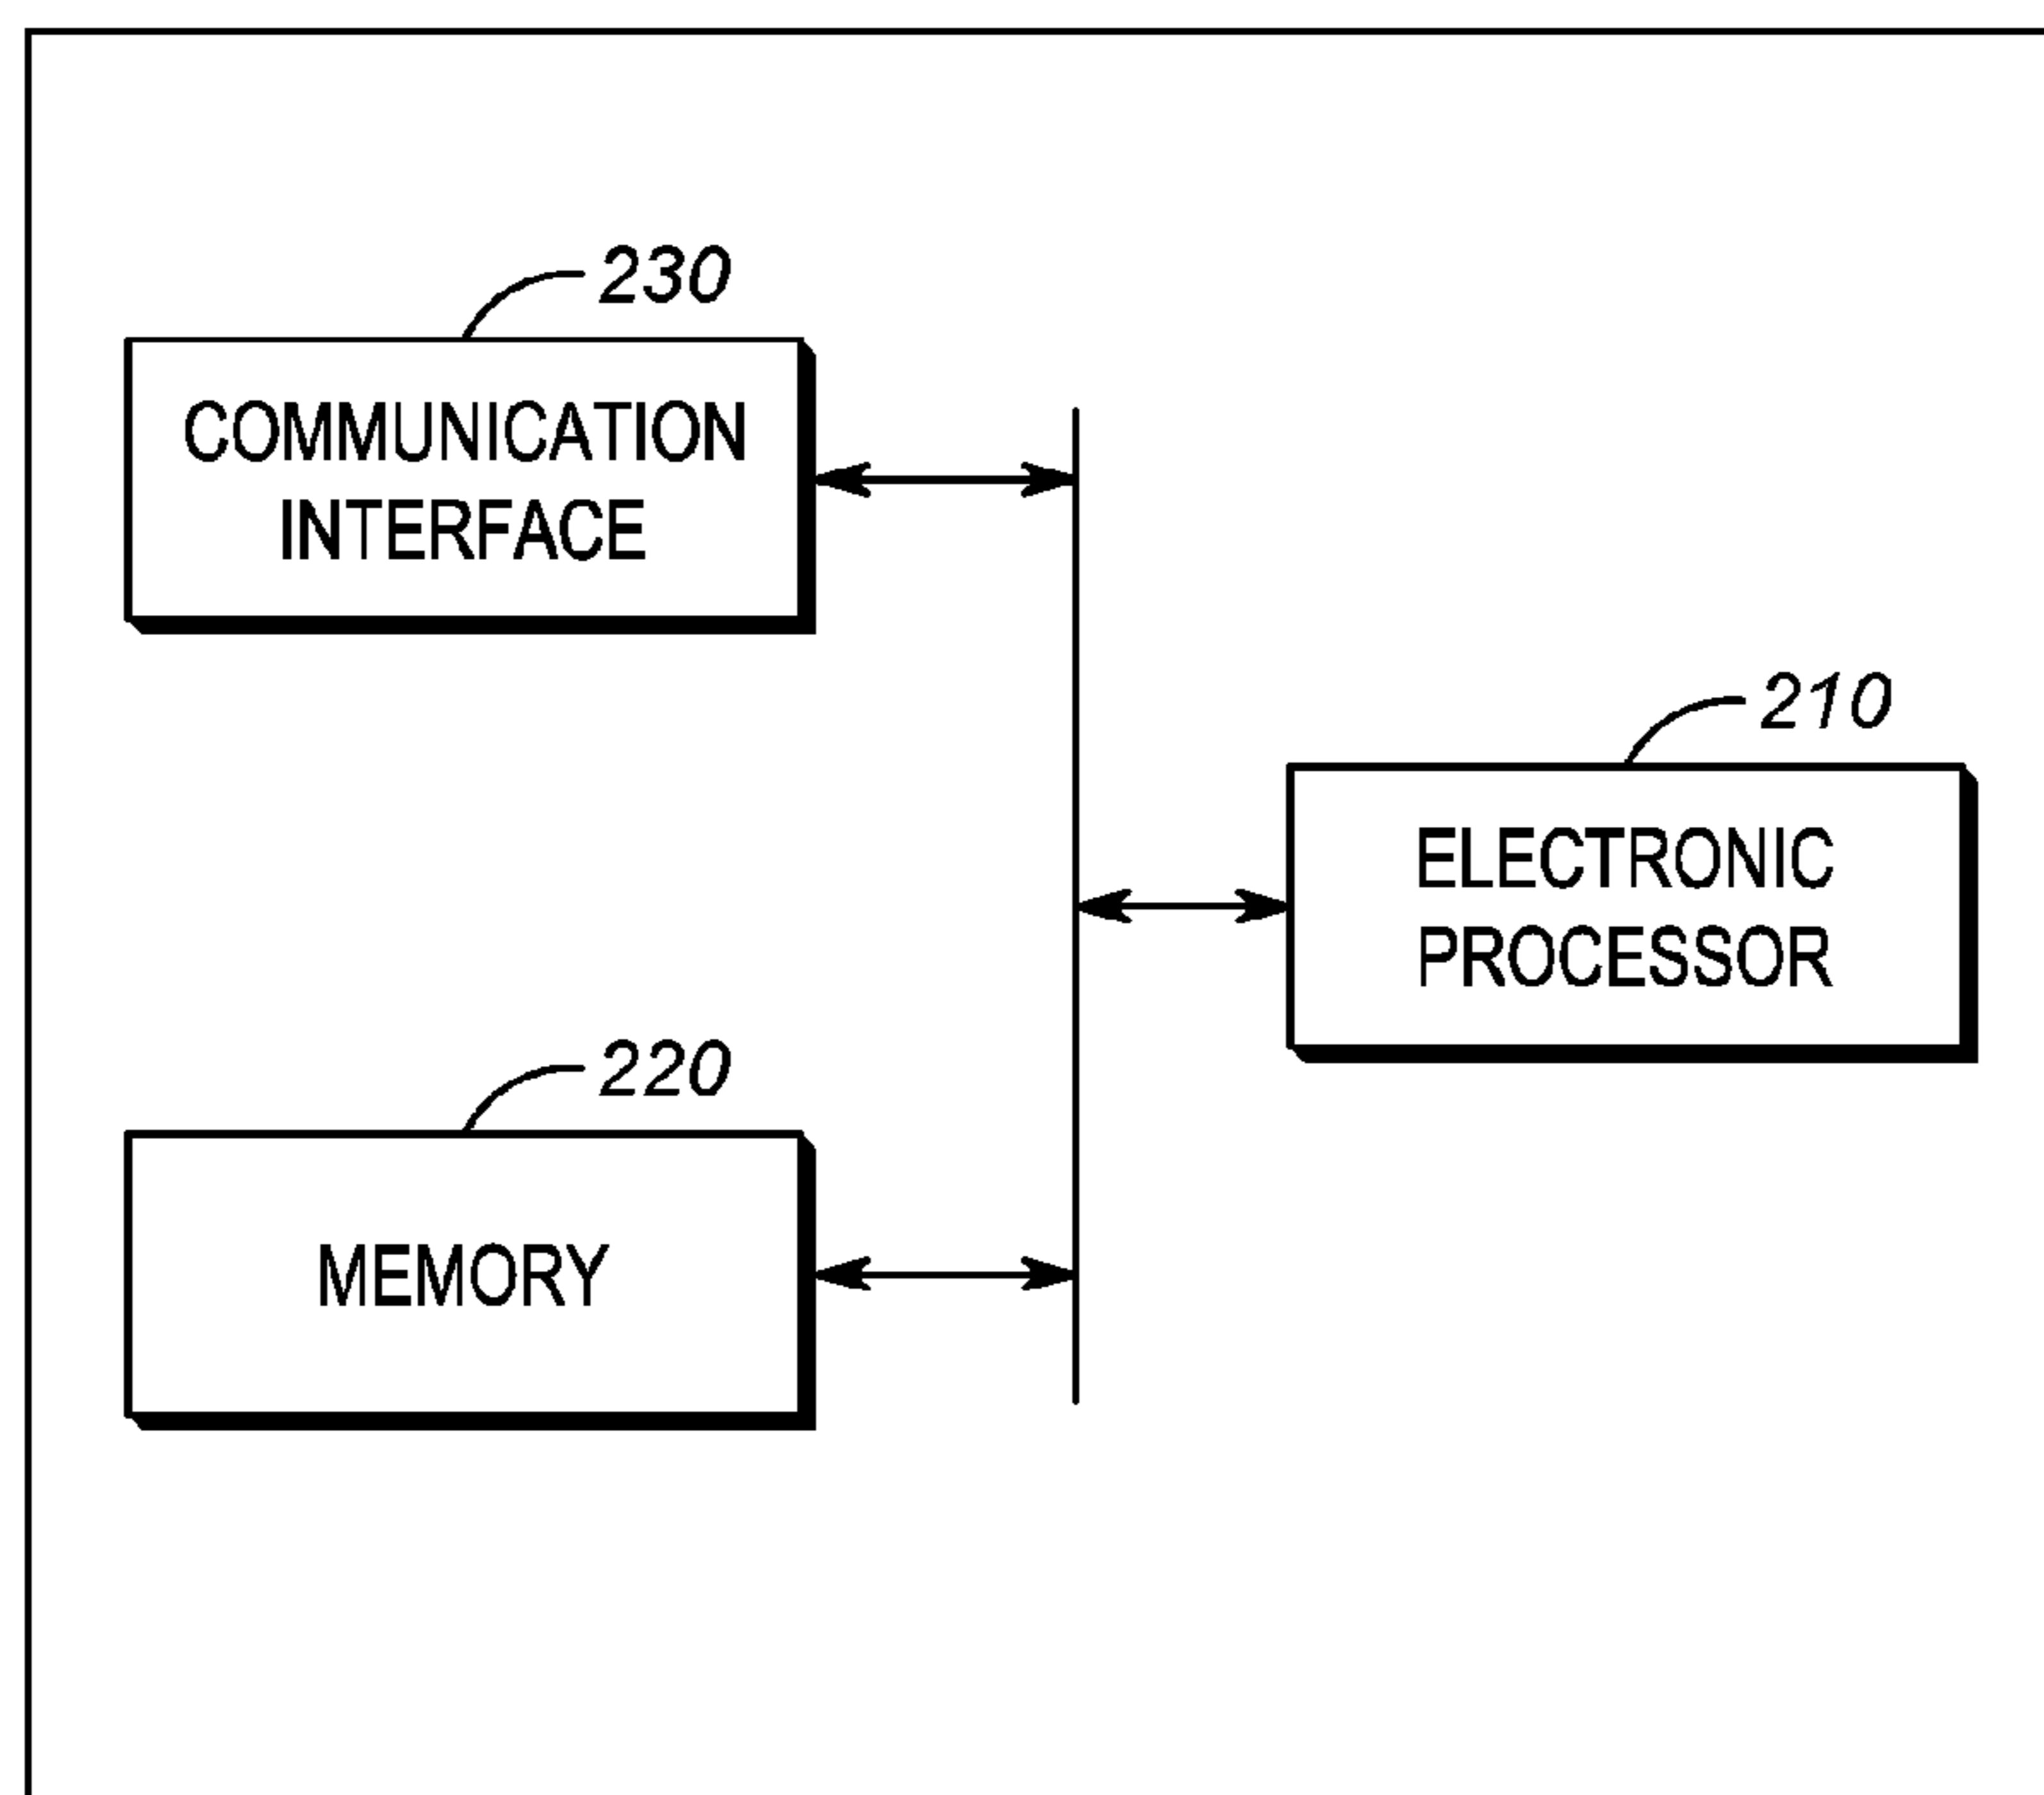 230
COMMUNICATION
INTERFACE
210
ELECTRONIC
PROCESSOR
220
MEMORY